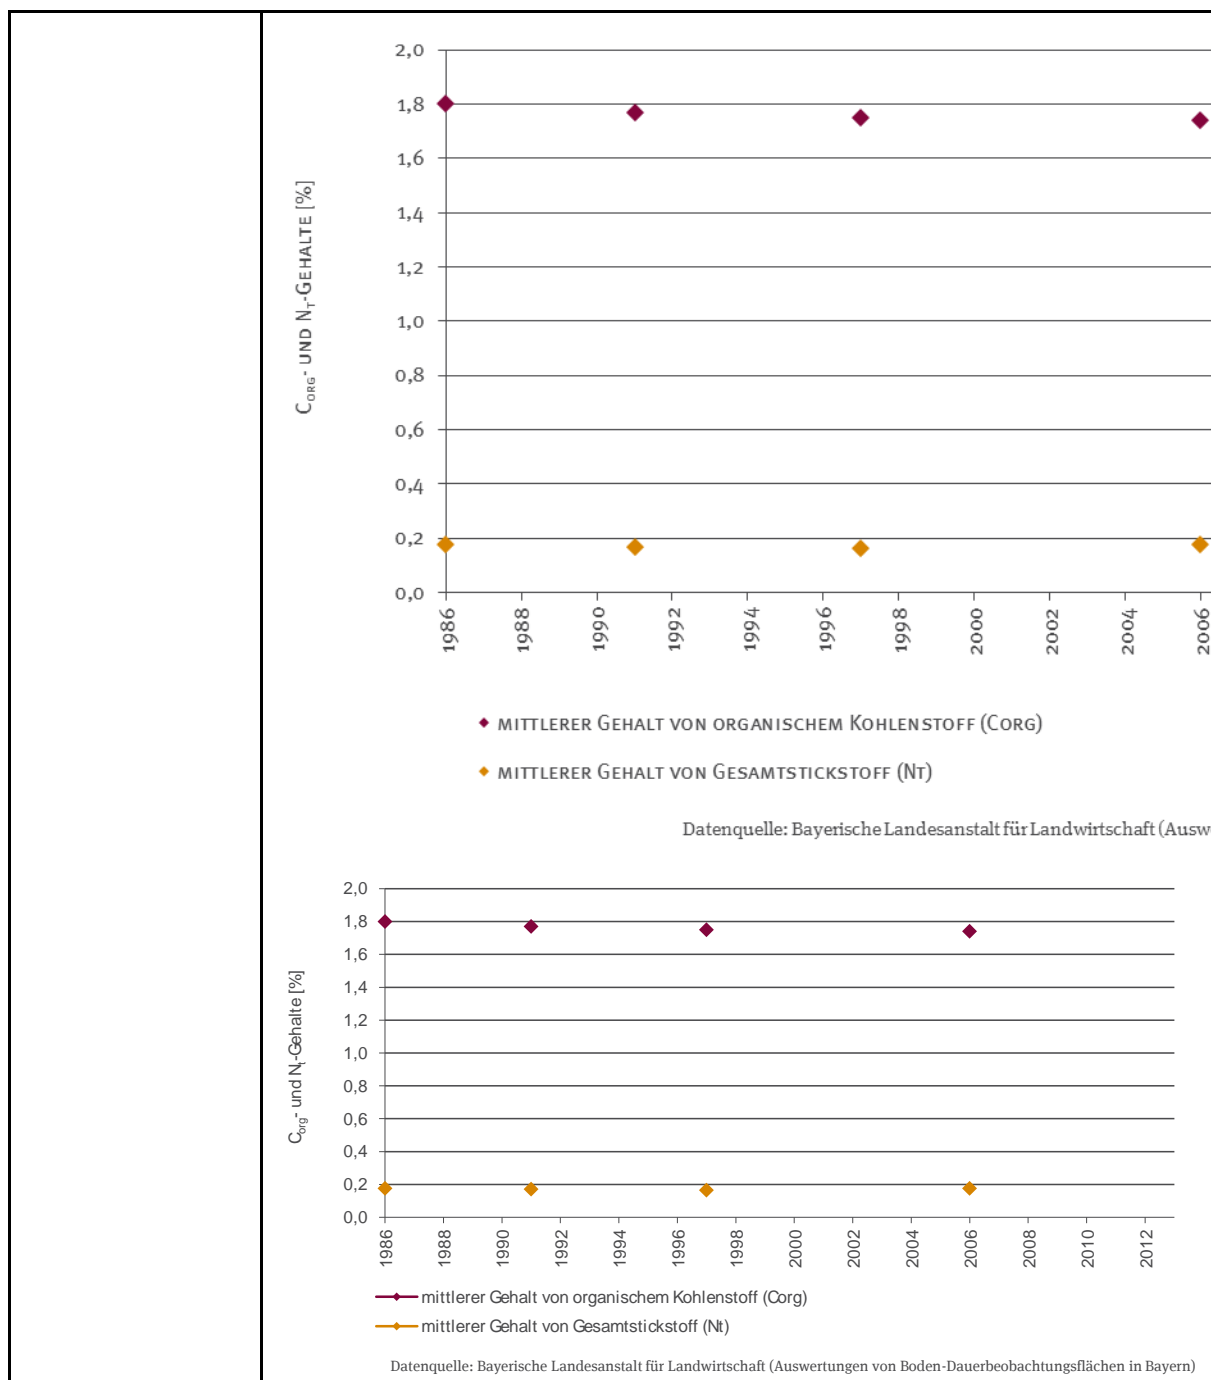 2,0
1,8
1,6
1,4
1,2
1,0
0,8
0,6
0,4
0,2
0,0
CORG- UND NT-GEHALTE [%]
1986 1988 1990 1992 1994 1996 1998 2000 2002 2004 2006
MITTLERER GEHALT VON ORGANISCHEM KOHLENSTOFF (CORG)
MITTLERER GEHALT VON GESAMTSTICKSTOFF (NT)
Datenquelle: Bayerische Landesanstalt für Landwirtschaft (Ausw
2,0
1,8
1,6
1,4
1,2
1,0
0,8
0,6
0,4
0,2
0,0
Corg- und Nt-Gehalte [%]
1986 1988 1990 1992 1994 1996 1998 2000 2002 2004 2006 2008 2010 2012
mittlerer Gehalt von organischem Kohlenstoff (Corg)
mittlerer Gehalt von Gesamtstickstoff (Nt)
Datenquelle: Bayerische Landesanstalt für Landwirtschaft (Auswertungen von Boden-Dauerbeobachtungsflächen in Bayern)